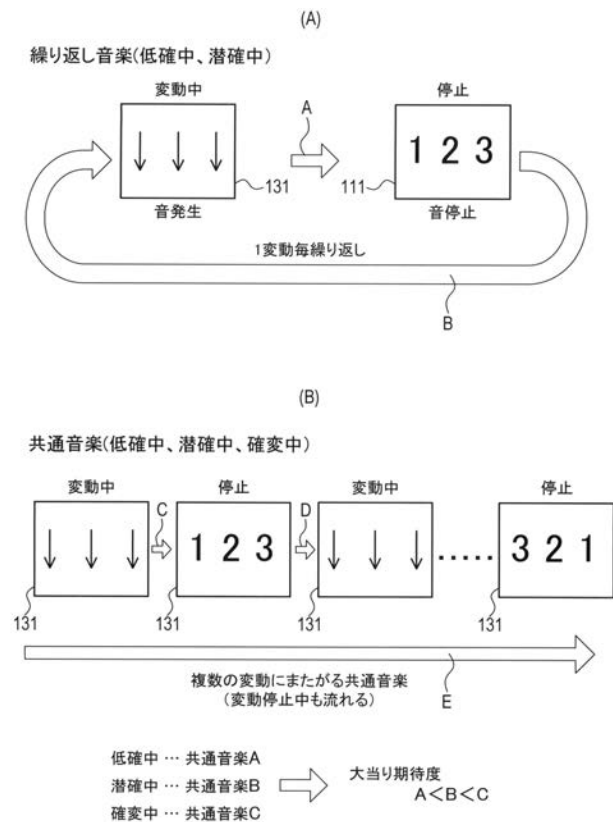 (A)
繰り返し音楽(低確中、潜確中)
変動中
A
停止
1 2 3
131
111
音発生
音停止
1変動毎繰り返し
B
(B)
共通音楽(低確中、潜確中、確変中)
変動中
C
停止
D
変動中
停止
1 2 3
.....
3 2 1
131
131
131
131
複数の変動にまたがる共通音楽
(変動停止中も流れる)
E
低確中 … 共通音楽A
潜確中 … 共通音楽B
確変中 … 共通音楽C
大当り期待度
A<B<C